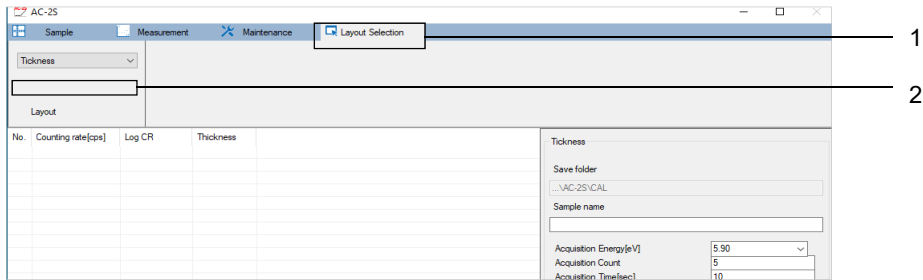 AC-2S
Sample Measurement Maintenance Layout Selection 1
Tickness
2
Layout
No. Counting rate[cps] Log CR Thickness
Tickness
Save folder
...\AC-2S\CAL
Sample name
Acquisition Energy[eV] 5.90
Acquisition Count 5
Acquisition Time[sec] 10